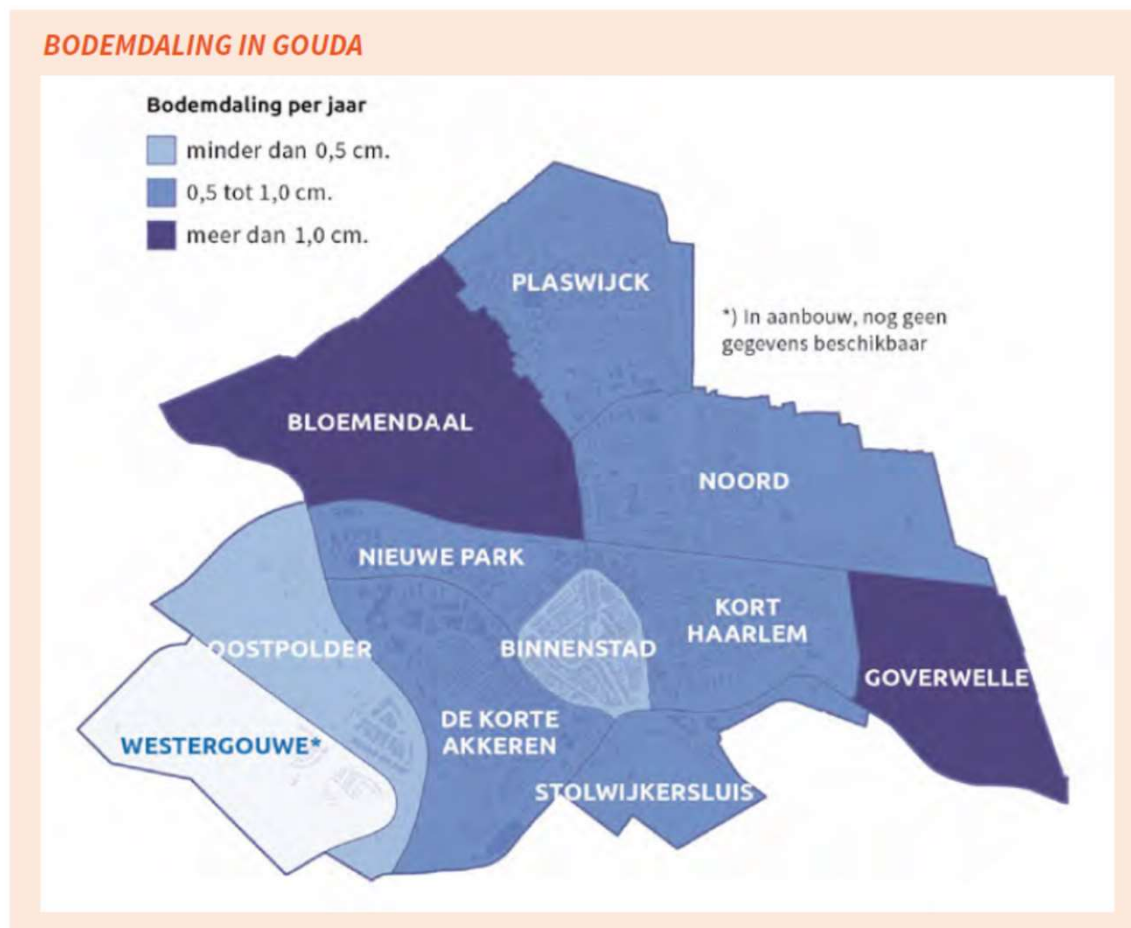 BODEMDALING IN GOUDA
Bodemdaling per jaar
minder dan 0,5 cm.
0,5 tot 1,0 cm.
meer dan 1,0 cm.
PLASWIJCK
*) In aanbouw, nog geen
gegevens beschikbaar
BLOEMENDAAL
NOORD
NIEUWE PARK
KORT
HAARLEM
OOSTPOLDER
BINNENSTAD
GOVERWELLE
DE KORTE
AKKEREN
WESTERGOUWE*
STOLWIJKERSLUIS